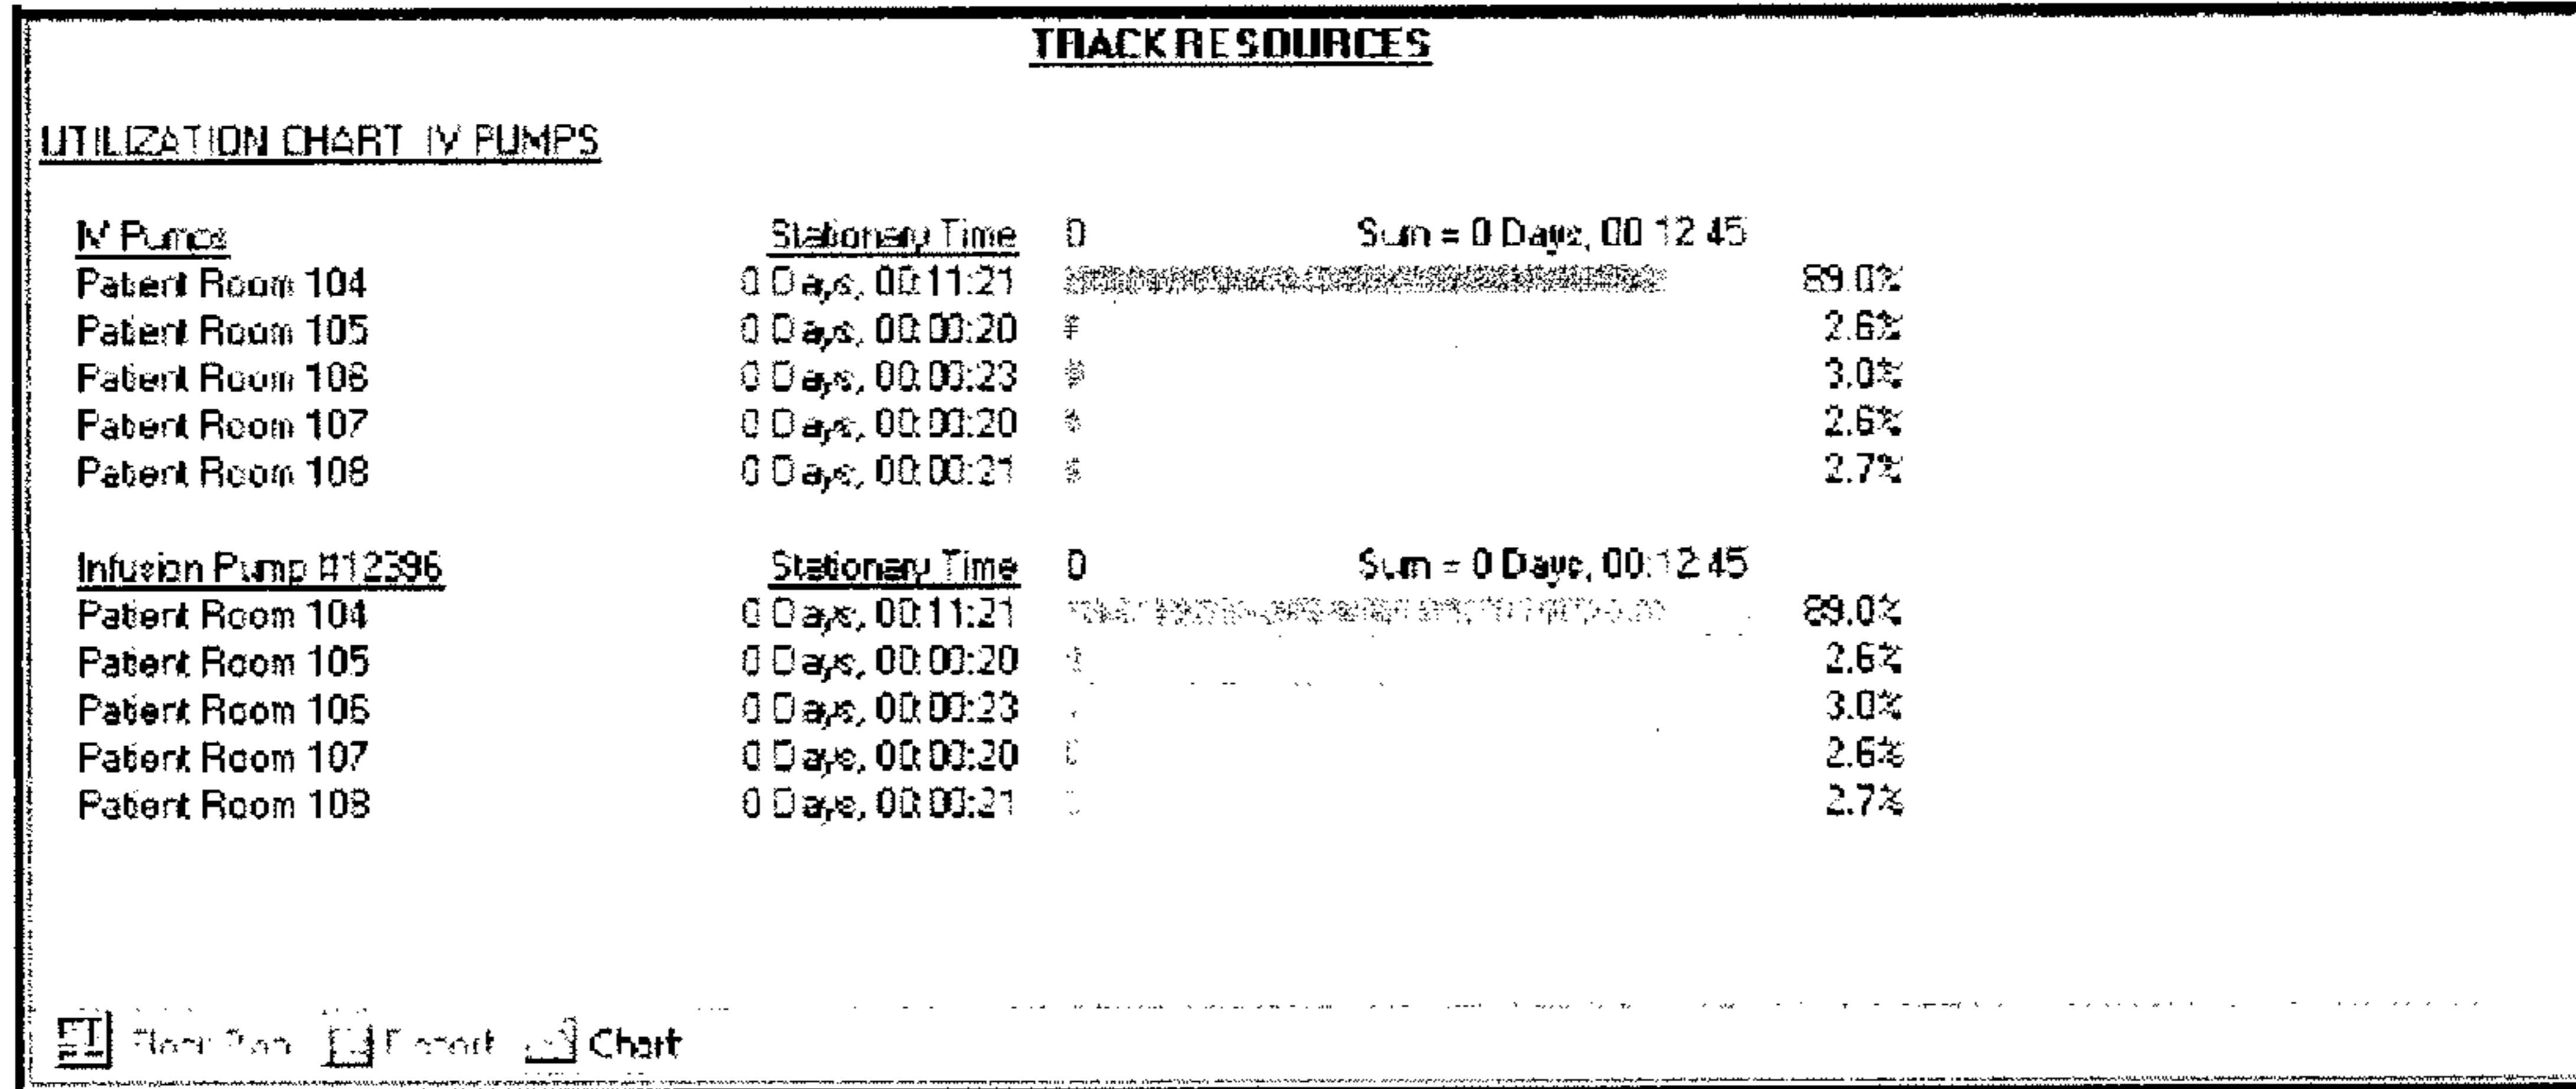 TRACK RESOURCES
UTILIZATION CHART IV PUMPS
IV Pumps Stationary Time 0 Sum = 0 Days, 00:12:45
Patient Room 104 0 Days, 00:11:21 89.0%
Patient Room 105 0 Days, 00:00:20 2.6%
Patient Room 106 0 Days, 00:00:23 3.0%
Patient Room 107 0 Days, 00:00:20 2.6%
Patient Room 108 0 Days, 00:00:21 2.7%
Infusion Pump #12396 Stationary Time 0 Sum = 0 Days, 00:12:45
Patient Room 104 0 Days, 00:11:21 89.0%
Patient Room 105 0 Days, 00:00:20 2.6%
Patient Room 106 0 Days, 00:00:23 3.0%
Patient Room 107 0 Days, 00:00:20 2.6%
Patient Room 108 0 Days, 00:00:21 2.7%
Chart